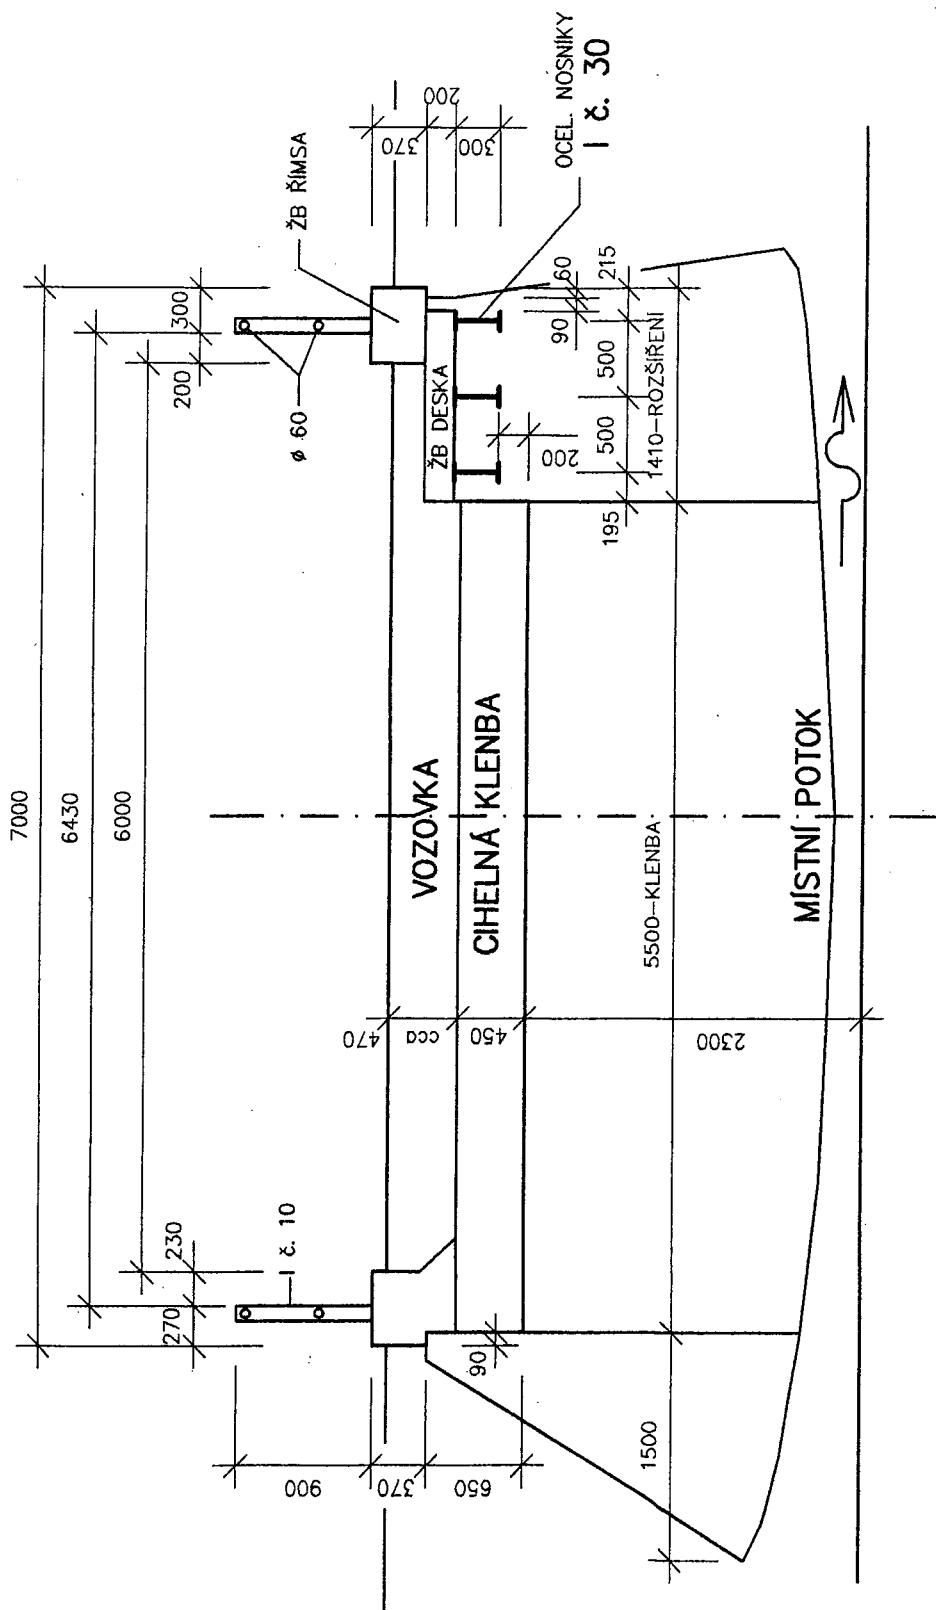 7000
6430
6000
270
230
200
300
I č. 10
ø 60
ŽB ŘÍMSA
900
370
650
90
470
cca
450
2300
VOZOVKA
CIHELNÁ KLENBA
ŽB DESKA
370
200
300
OCEL. NOSNÍKY
I č. 30
200
90
60
195
500
500
215
1500
5500-KLENBA
1410-ROZŠÍŘENÍ
MÍSTNÍ POTOK